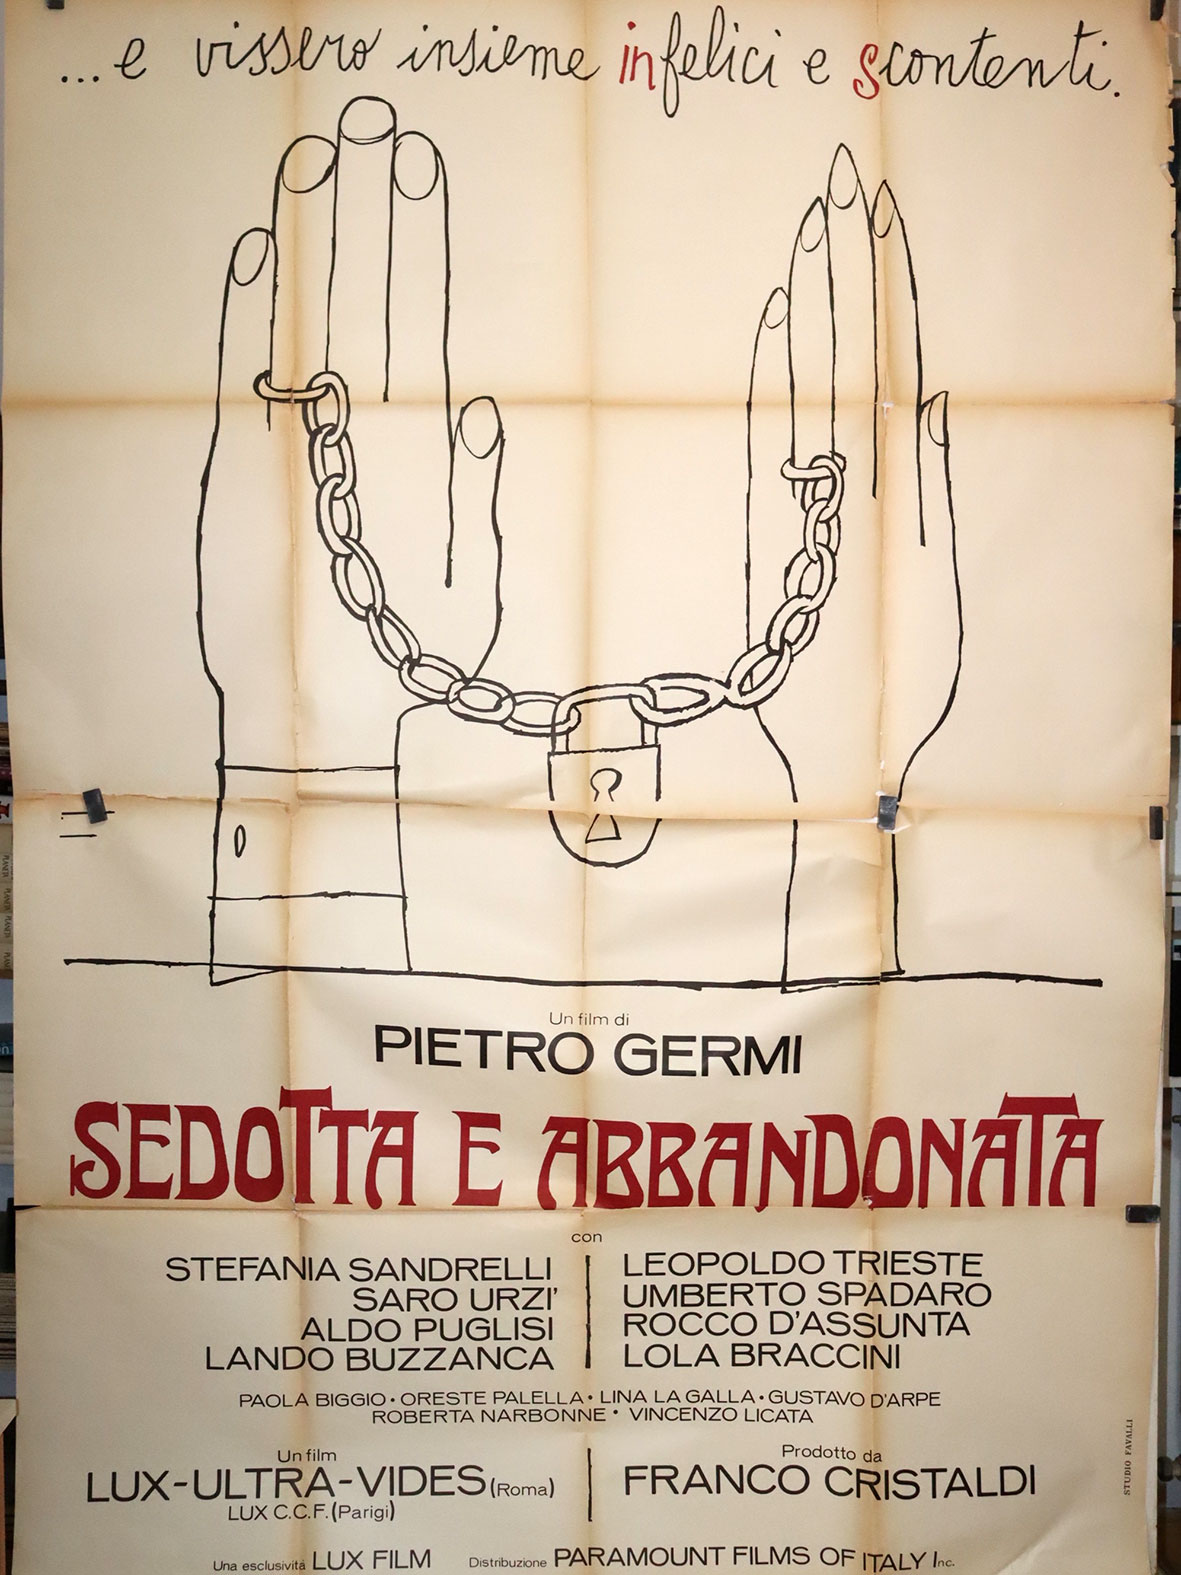 ... e vissero insieme infelici e scontenti.
Un film di
PIETRO GERMI
SEDOTTA E ABBANDONATA
con
STEFANIA SANDRELLI
SARO URZI'
ALDO PUGLISI
LANDO BUZZANCA
LEOPOLDO TRIESTE
UMBERTO SPADARO
ROCCO D'ASSUNTA
LOLA BRACCINI
PAOLA BIGGIO • ORESTE PALELLA • LINA LA GALLA • GUSTAVO D'ARPE
ROBERTA NARBONNE • VINCENZO LICATA
Un film
LUX-ULTRA-VIDES (Roma)
LUX C.C.F. (Parigi)
Prodotto da
FRANCO CRISTALDI
STUDIO FAVALLI
Una esclusività LUX FILM Distribuzione PARAMOUNT FILMS OF ITALY Inc.